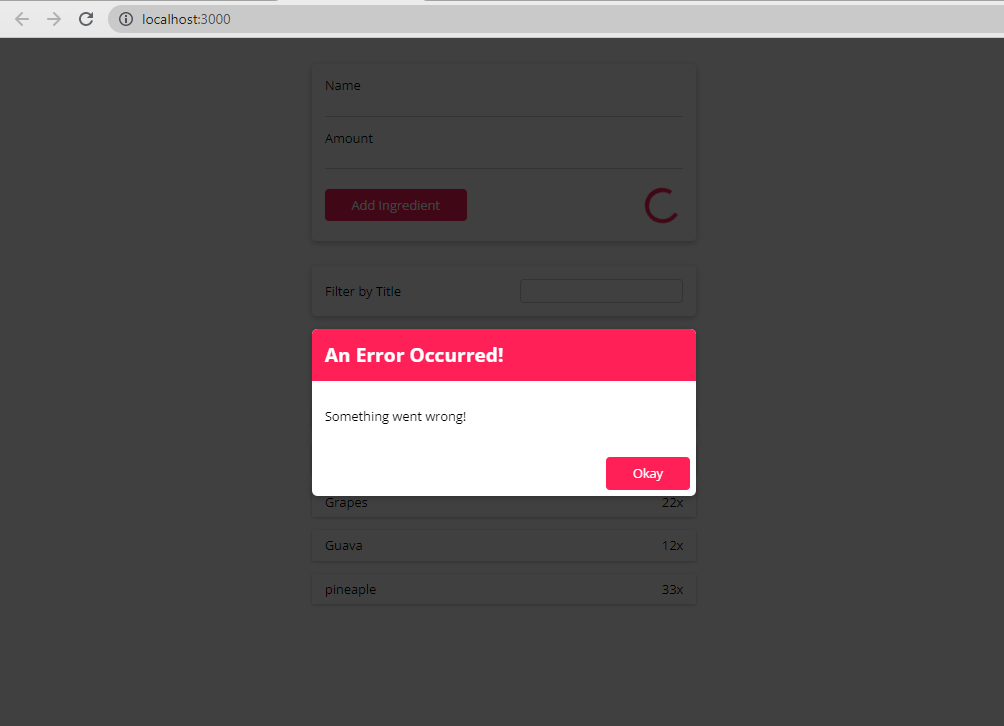 localhost:3000
Name
Amount
Add Ingredient
Filter by Title
An Error Occurred!
Something went wrong!
Okay
Grapes 22x
Guava 12x
pineaple 33x